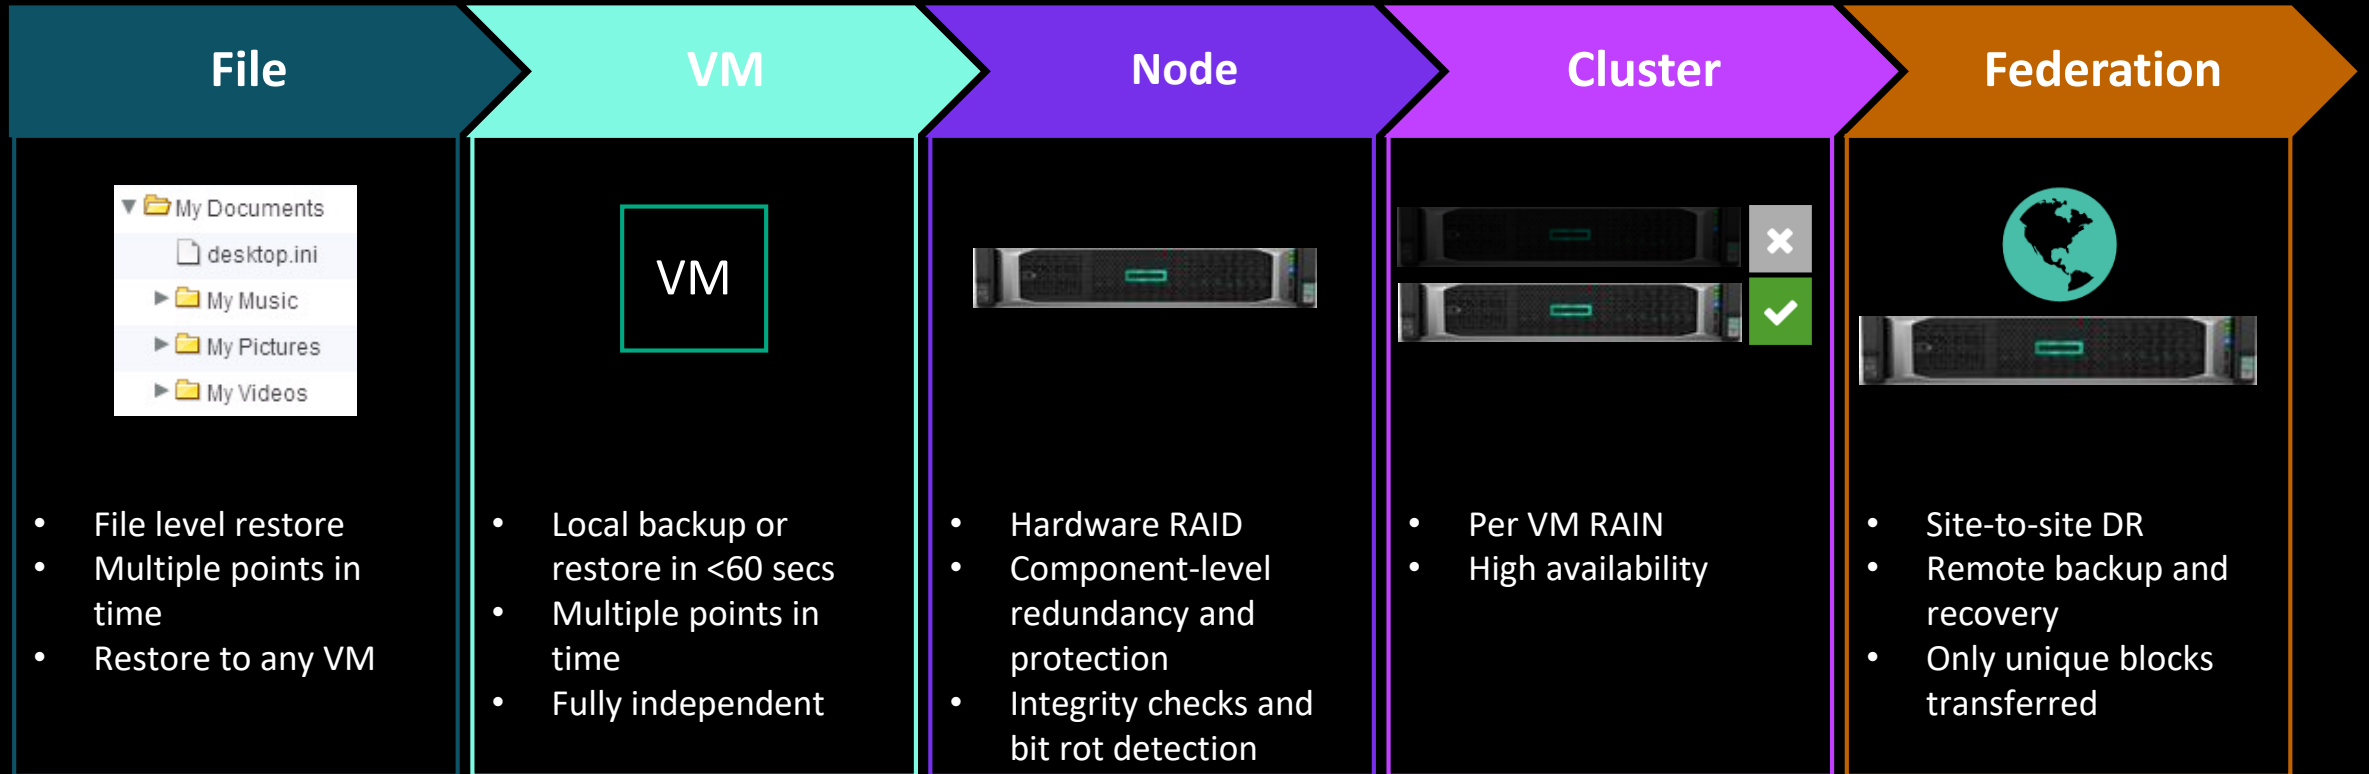 File
VM
Node
Cluster
Federation
My Documents
desktop.ini
My Music
My Pictures
My Videos
VM
• File level restore
• Multiple points in
time
• Restore to any VM
• Local backup or
restore in <60 secs
• Multiple points in
time
• Fully independent
• Hardware RAID
• Component-level
redundancy and
protection
• Integrity checks and
bit rot detection
• Per VM RAIN
• High availability
• Site-to-site DR
• Remote backup and
recovery
• Only unique blocks
transferred